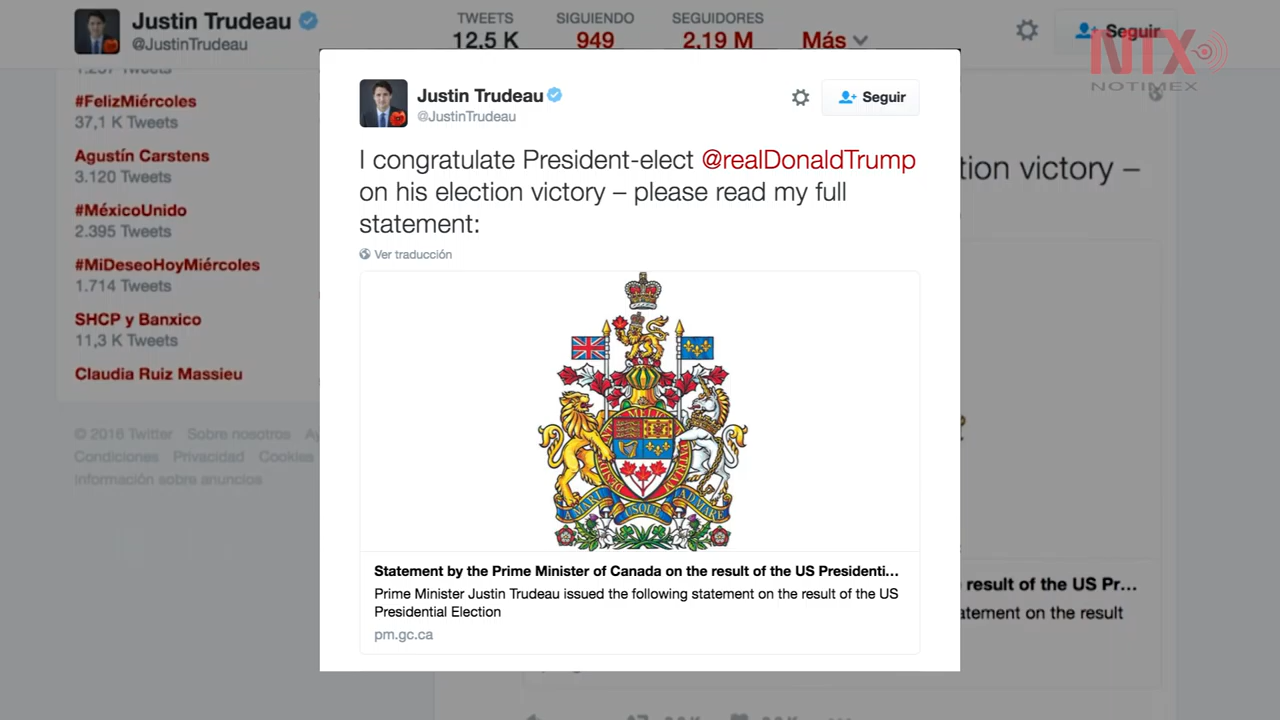 Justin Trudeau
@JustinTrudeau
TWEETS
12,5 K
SIGUIENDO
949
SEGUIDORES
2,19 M
Más
Seguir
NTX
NOTIMEX
#FelizMiércoles
37,1 K Tweets
Agustín Carstens
3.120 Tweets
#MéxicoUnido
2.395 Tweets
#MiDeseoHoyMiércoles
1.714 Tweets
SHCP y Banxico
11,3 K Tweets
Claudia Ruiz Massieu
© 2016 Twitter Sobre nosotros
Condiciones Privacidad Cookies
Información sobre anuncios
Justin Trudeau
@JustinTrudeau
Seguir
I congratulate President-elect @realDonaldTrump
on his election victory – please read my full
statement:
Ver traducción
A MARI USQUE AD MARE
Statement by the Prime Minister of Canada on the result of the US Presidenti...
Prime Minister Justin Trudeau issued the following statement on the result of the US
Presidential Election
pm.gc.ca
tion victory –
result of the US Pr...
atement on the result